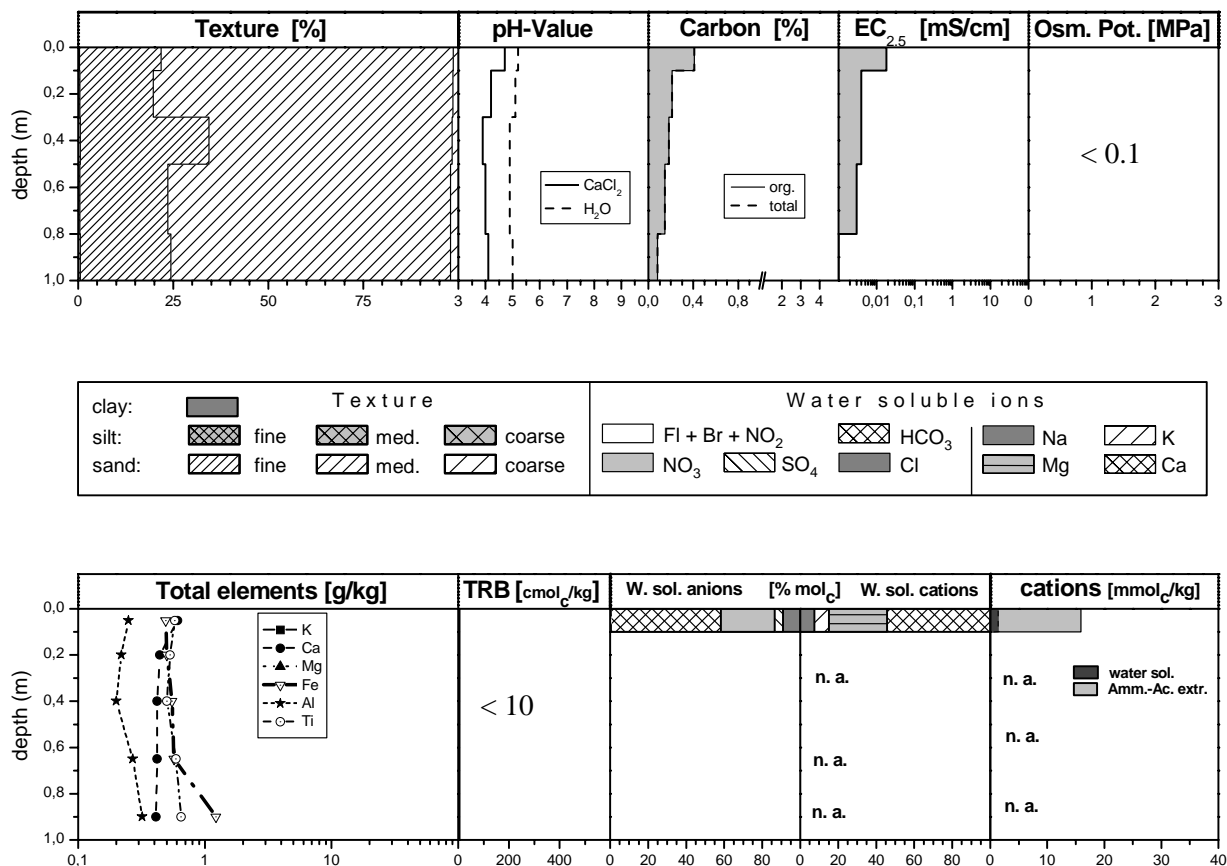 Texture [%] pH-Value Carbon [%] EC2.5 [mS/cm] Osm. Pot. [MPa]
depth (m)
0,0
0,2
0,4
0,6
0,8
1,0
CaCl2
H2O
org.
total
< 0.1
0 25 50 75 3 4 5 6 7 8 9 0,0 0,4 0,8 2 3 4 0,01 0,1 1 10 0 1 2 3
Texture
clay:
silt: fine med. coarse
sand: fine med. coarse
Water soluble ions
Fl + Br + NO2 HCO3 Na K
NO3 SO4 Cl Mg Ca
Total elements [g/kg] TRB [cmolc/kg] W. sol. anions [% molc] W. sol. cations cations [mmolc/kg]
depth (m)
0,0
0,2
0,4
0,6
0,8
1,0
K
Ca
Mg
Fe
Al
Ti
< 10
n. a.
n. a.
n. a.
water sol.
Amm.-Ac. extr.
n. a.
n. a.
n. a.
0.1 1 10 0 200 400 0 20 40 60 80 0 20 40 60 80 0 10 20 30 40